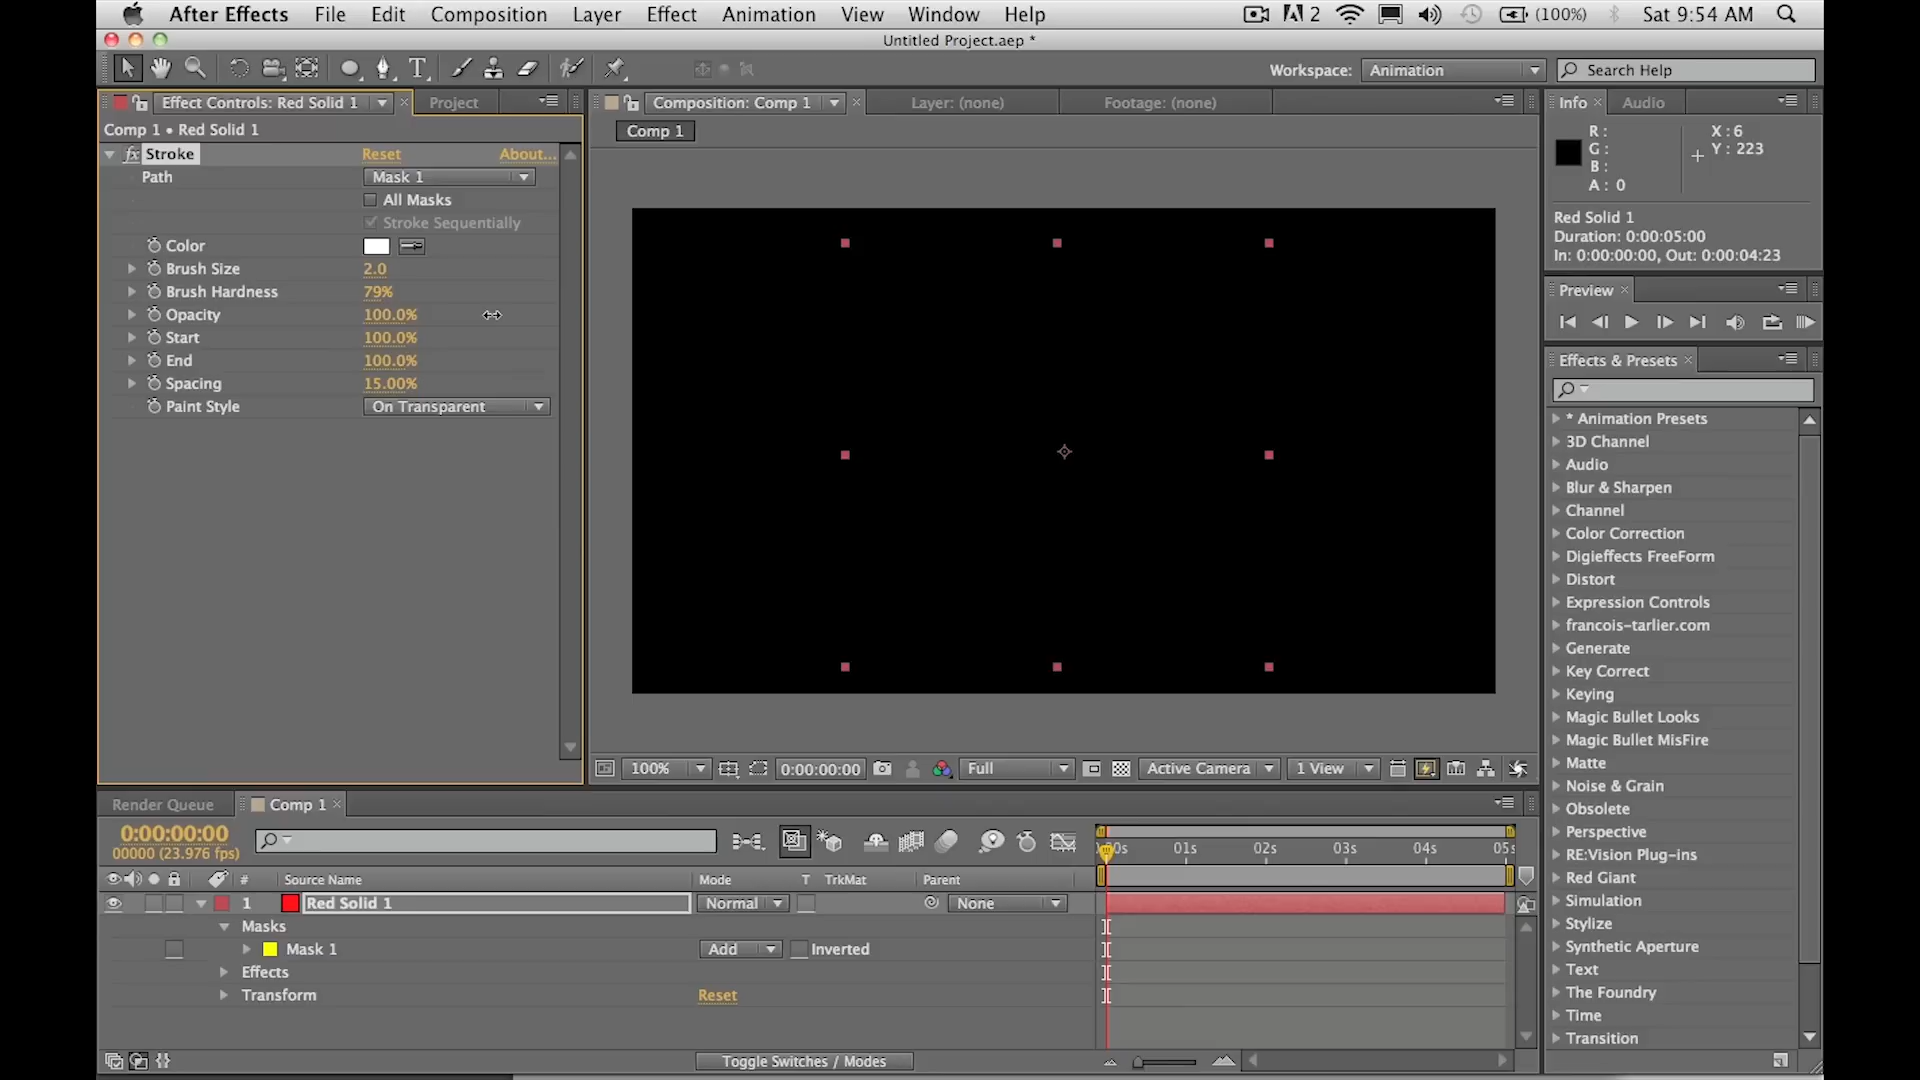 After Effects File Edit Composition Layer Effect Animation View Window Help 2 (100%) Sat 9:54 AM
Untitled Project.aep *
Workspace: Animation Search Help
Effect Controls: Red Solid 1 Project
Comp 1 • Red Solid 1
fx Stroke Reset About...
Path Mask 1
All Masks
Stroke Sequentially
Color
Brush Size 2.0
Brush Hardness 79%
Opacity 100.0%
Start 100.0%
End 100.0%
Spacing 15.00%
Paint Style On Transparent
Composition: Comp 1 Layer: (none) Footage: (none)
Comp 1
100% 0:00:00:00 Full Active Camera 1 View
Info Audio
R : X : 6
G : Y : 223
B :
A : 0
Red Solid 1
Duration: 0:00:05:00
In: 0:00:00:00, Out: 0:00:04:23
Preview
Effects & Presets
* Animation Presets
3D Channel
Audio
Blur & Sharpen
Channel
Color Correction
Digieffects FreeForm
Distort
Expression Controls
francois-tarlier.com
Generate
Key Correct
Keying
Magic Bullet Looks
Magic Bullet MisFire
Matte
Noise & Grain
Obsolete
Perspective
RE:Vision Plug-ins
Red Giant
Simulation
Stylize
Synthetic Aperture
Text
The Foundry
Time
Transition
Render Queue Comp 1
0:00:00:00
00000 (23.976 fps)
01s 02s 03s 04s
# Source Name Mode T TrkMat Parent
1 Red Solid 1 Normal None
Masks
Mask 1 Add Inverted
Effects
Transform Reset
Toggle Switches / Modes